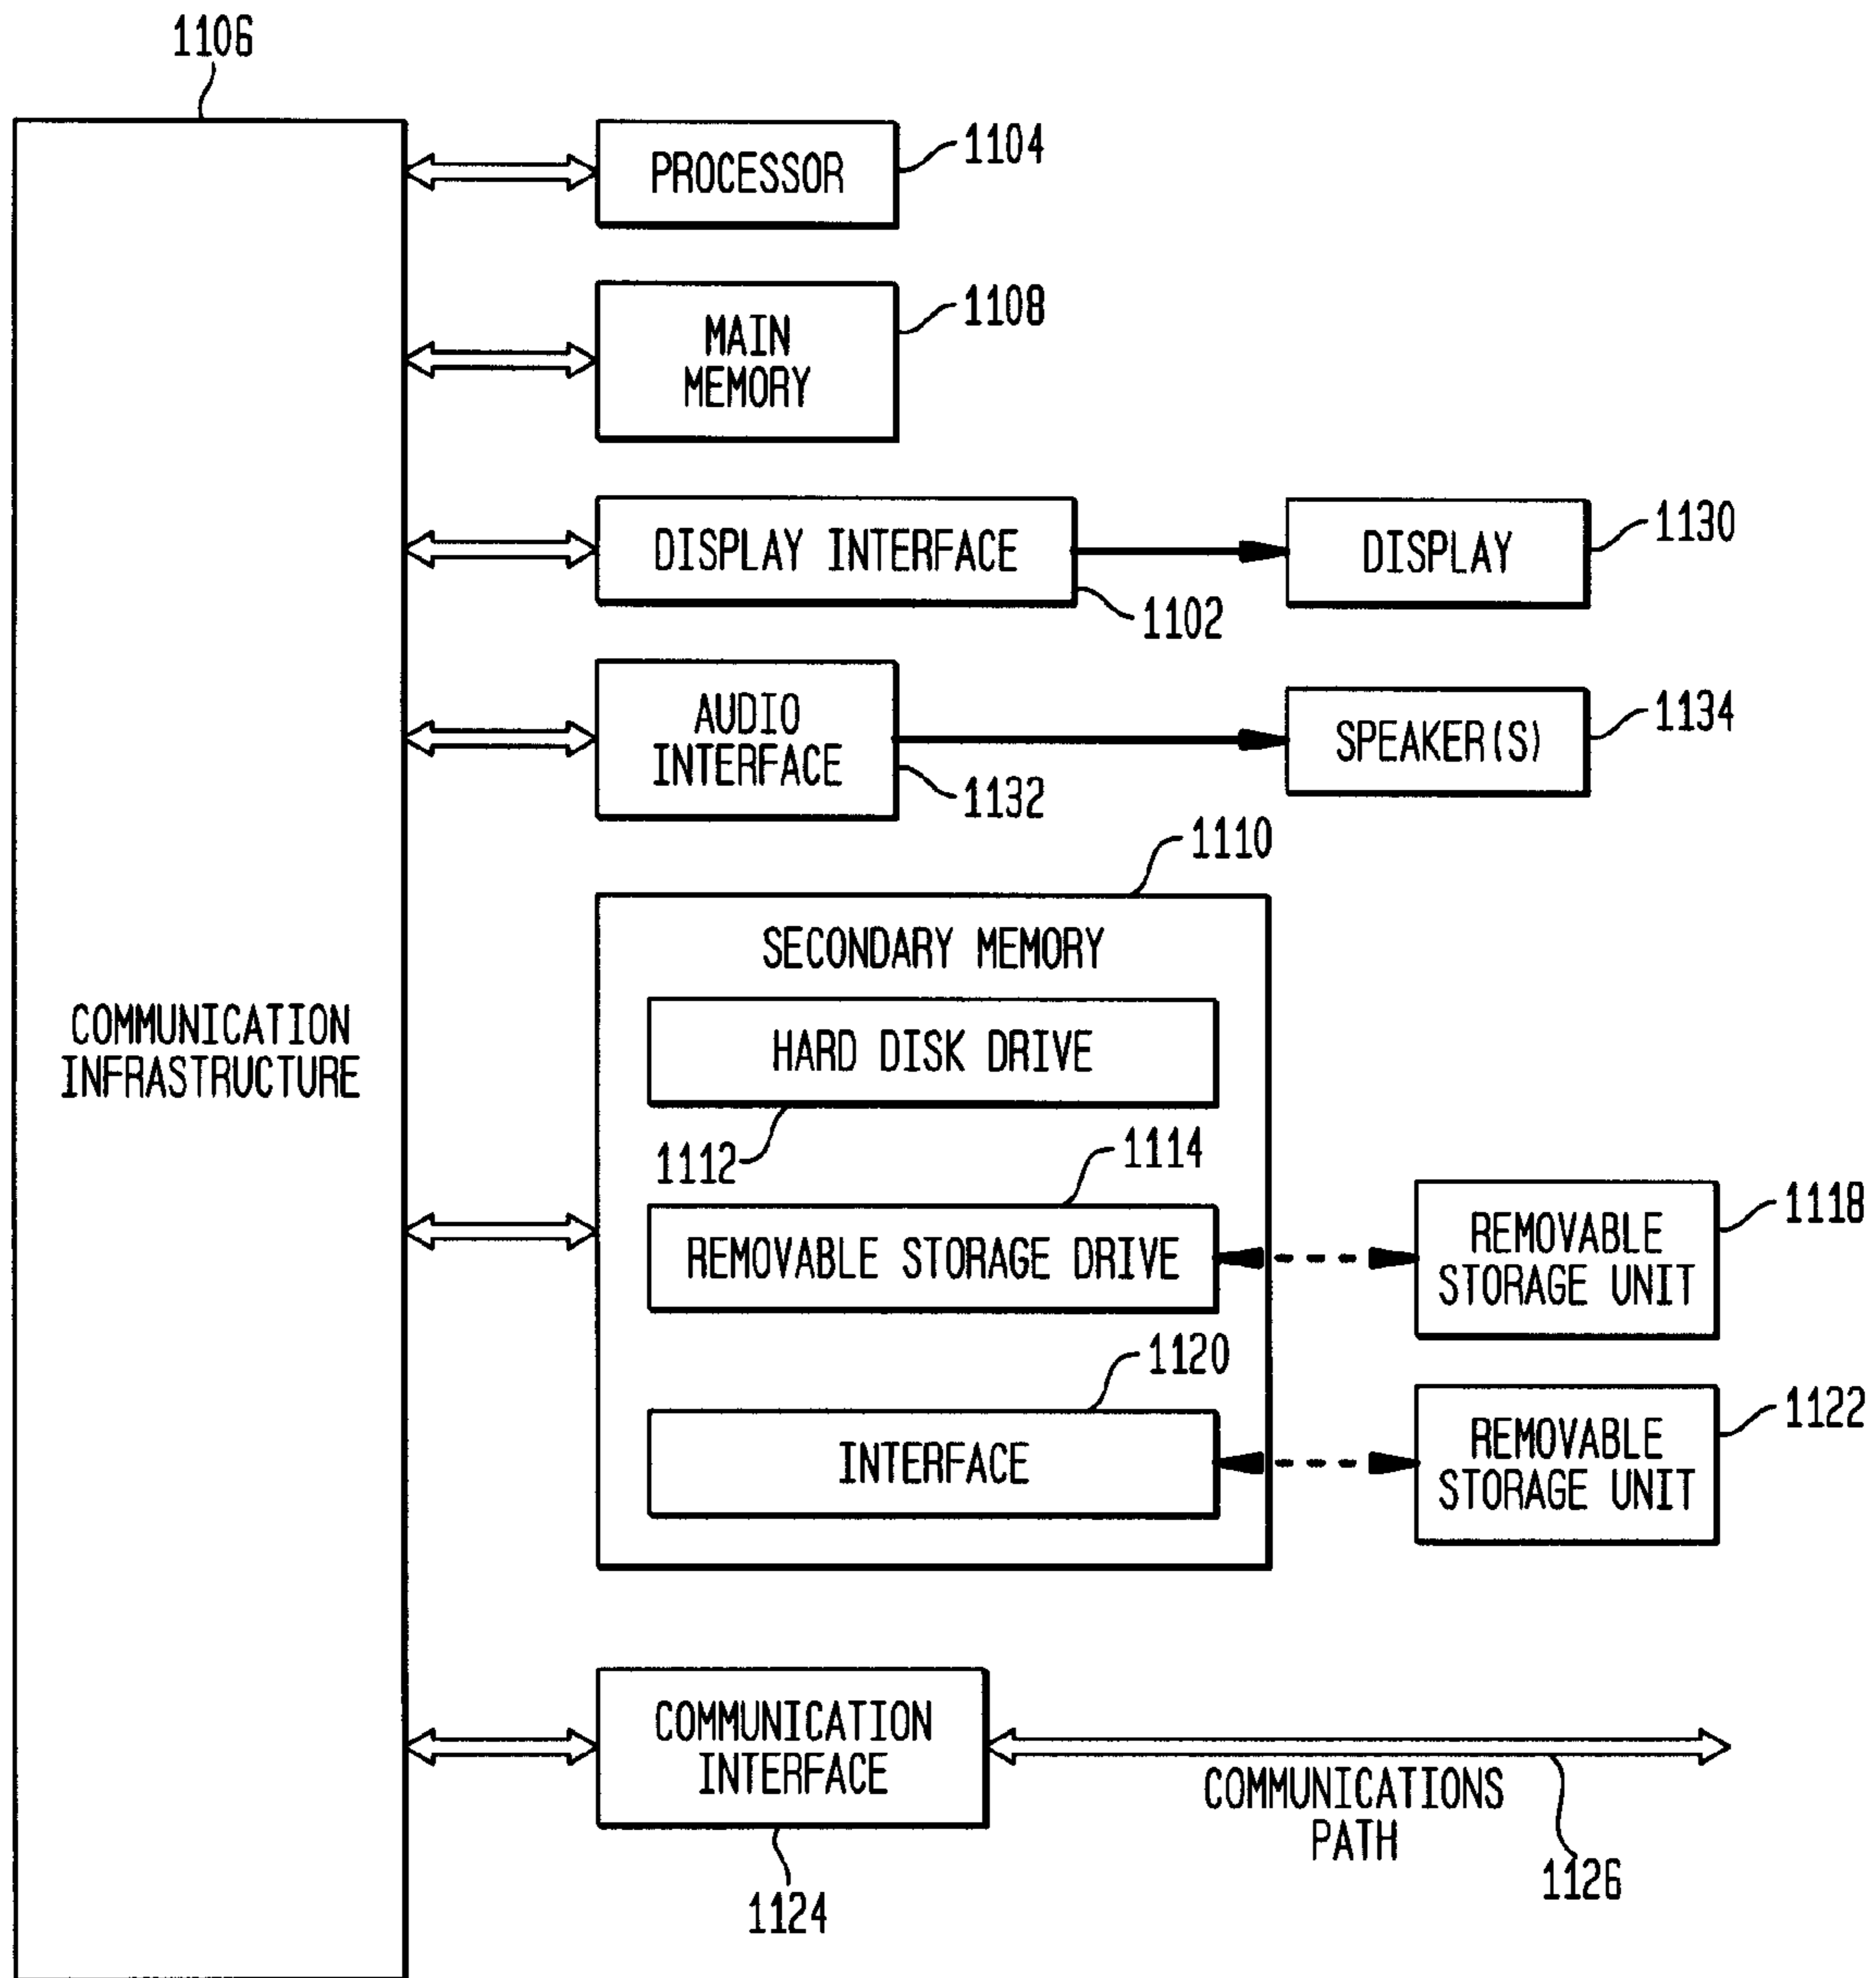 1106
PROCESSOR
1104
MAIN
MEMORY
1108
DISPLAY INTERFACE
1102
DISPLAY
1130
AUDIO
INTERFACE
1132
SPEAKER(S)
1134
1110
SECONDARY MEMORY
HARD DISK DRIVE
1112
1114
REMOVABLE STORAGE DRIVE
REMOVABLE
STORAGE UNIT
1118
1120
INTERFACE
REMOVABLE
STORAGE UNIT
1122
COMMUNICATION
INFRASTRUCTURE
COMMUNICATION
INTERFACE
1124
COMMUNICATIONS
PATH
1126